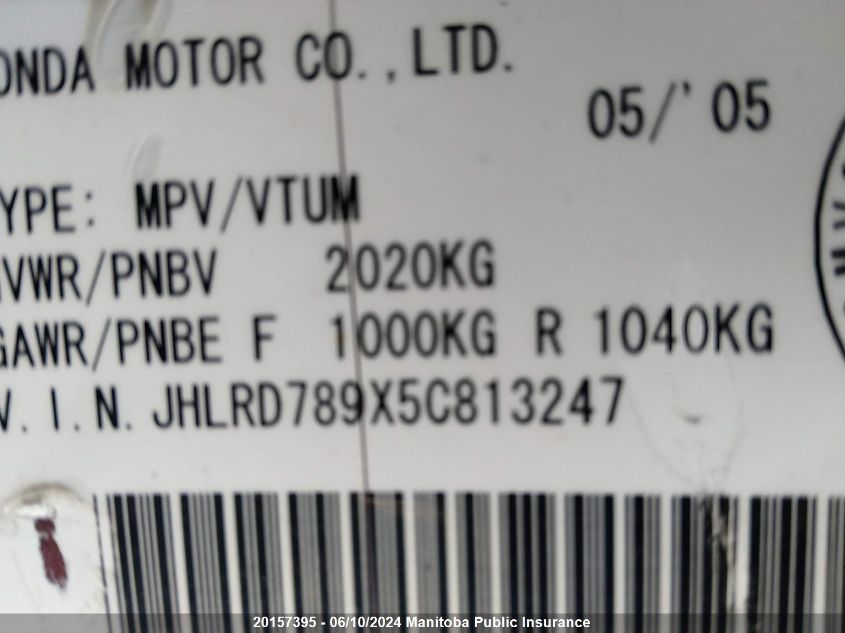 ONDA MOTOR CO.,LTD.
05/'05
YPE: MPV/VTUM
VWR/PNBV 2020KG
GAWR/PNBE F 1000KG R 1040KG
V.I.N. JHLRD789X5C813247
20157395 - 06/10/2024 Manitoba Public Insurance